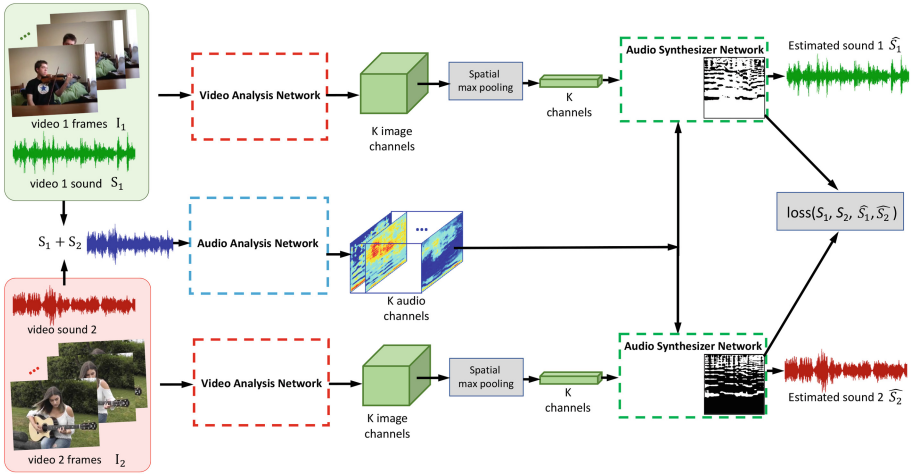 video 1 frames I₁
video 1 sound S₁
Video Analysis Network
K image
channels
Spatial
max pooling
K
channels
Audio Synthesizer Network
Estimated sound 1 Ŝ₁
S₁ + S₂
Audio Analysis Network
...
K audio
channels
loss(S₁, S₂, Ŝ₁, Ŝ₂)
video sound 2
...
video 2 frames I₂
Video Analysis Network
K image
channels
Spatial
max pooling
K
channels
Audio Synthesizer Network
Estimated sound 2 Ŝ₂